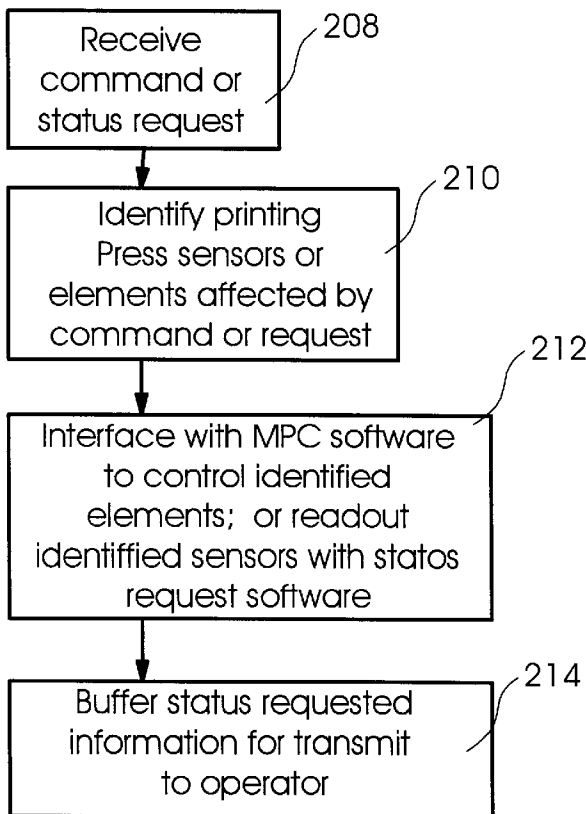 Receive
command or
status request
208
Identify printing
Press sensors or
elements affected by
command or request
210
Interface with MPC software
to control identified
elements; or readout
identiffied sensors with statos
request software
212
Buffer status requested
information for transmit
to operator
214